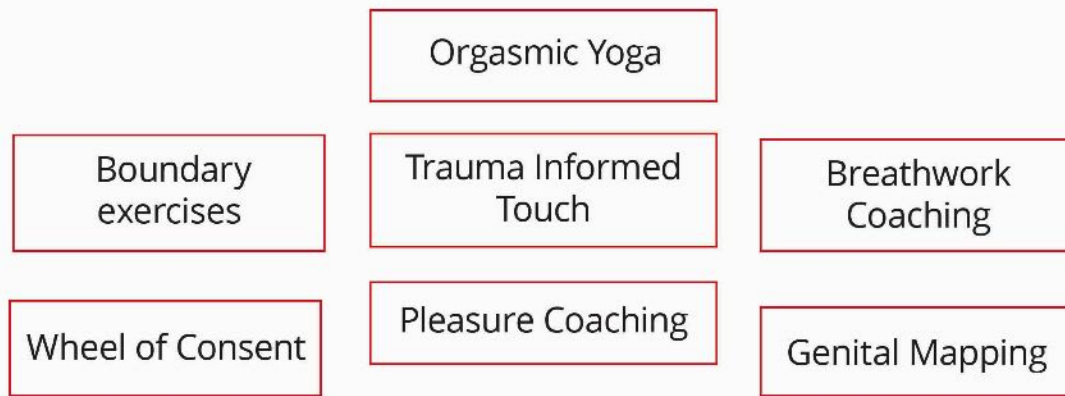 Orgasmic Yoga
Boundary
exercises
Trauma Informed
Touch
Breathwork
Coaching
Wheel of Consent
Pleasure Coaching
Genital Mapping